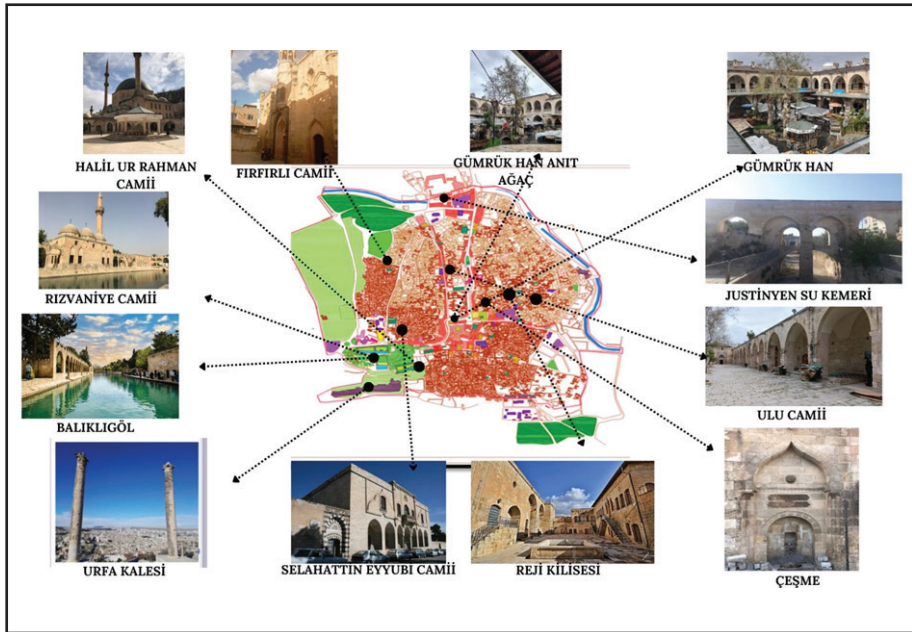 HALİL UR RAHMAN
CAMİİ
FIRFIRLI CAMİİ
GÜMRÜK HAN ANIT
AĞAÇ
GÜMRÜK HAN
RIZVANİYE CAMİİ
JUSTİNYEN SU KEMERİ
BALIKLIGÖL
ULU CAMİİ
URFA KALESİ
SELAHATTIN EYYUBI CAMİİ
REJİ KİLİSESİ
ÇEŞME